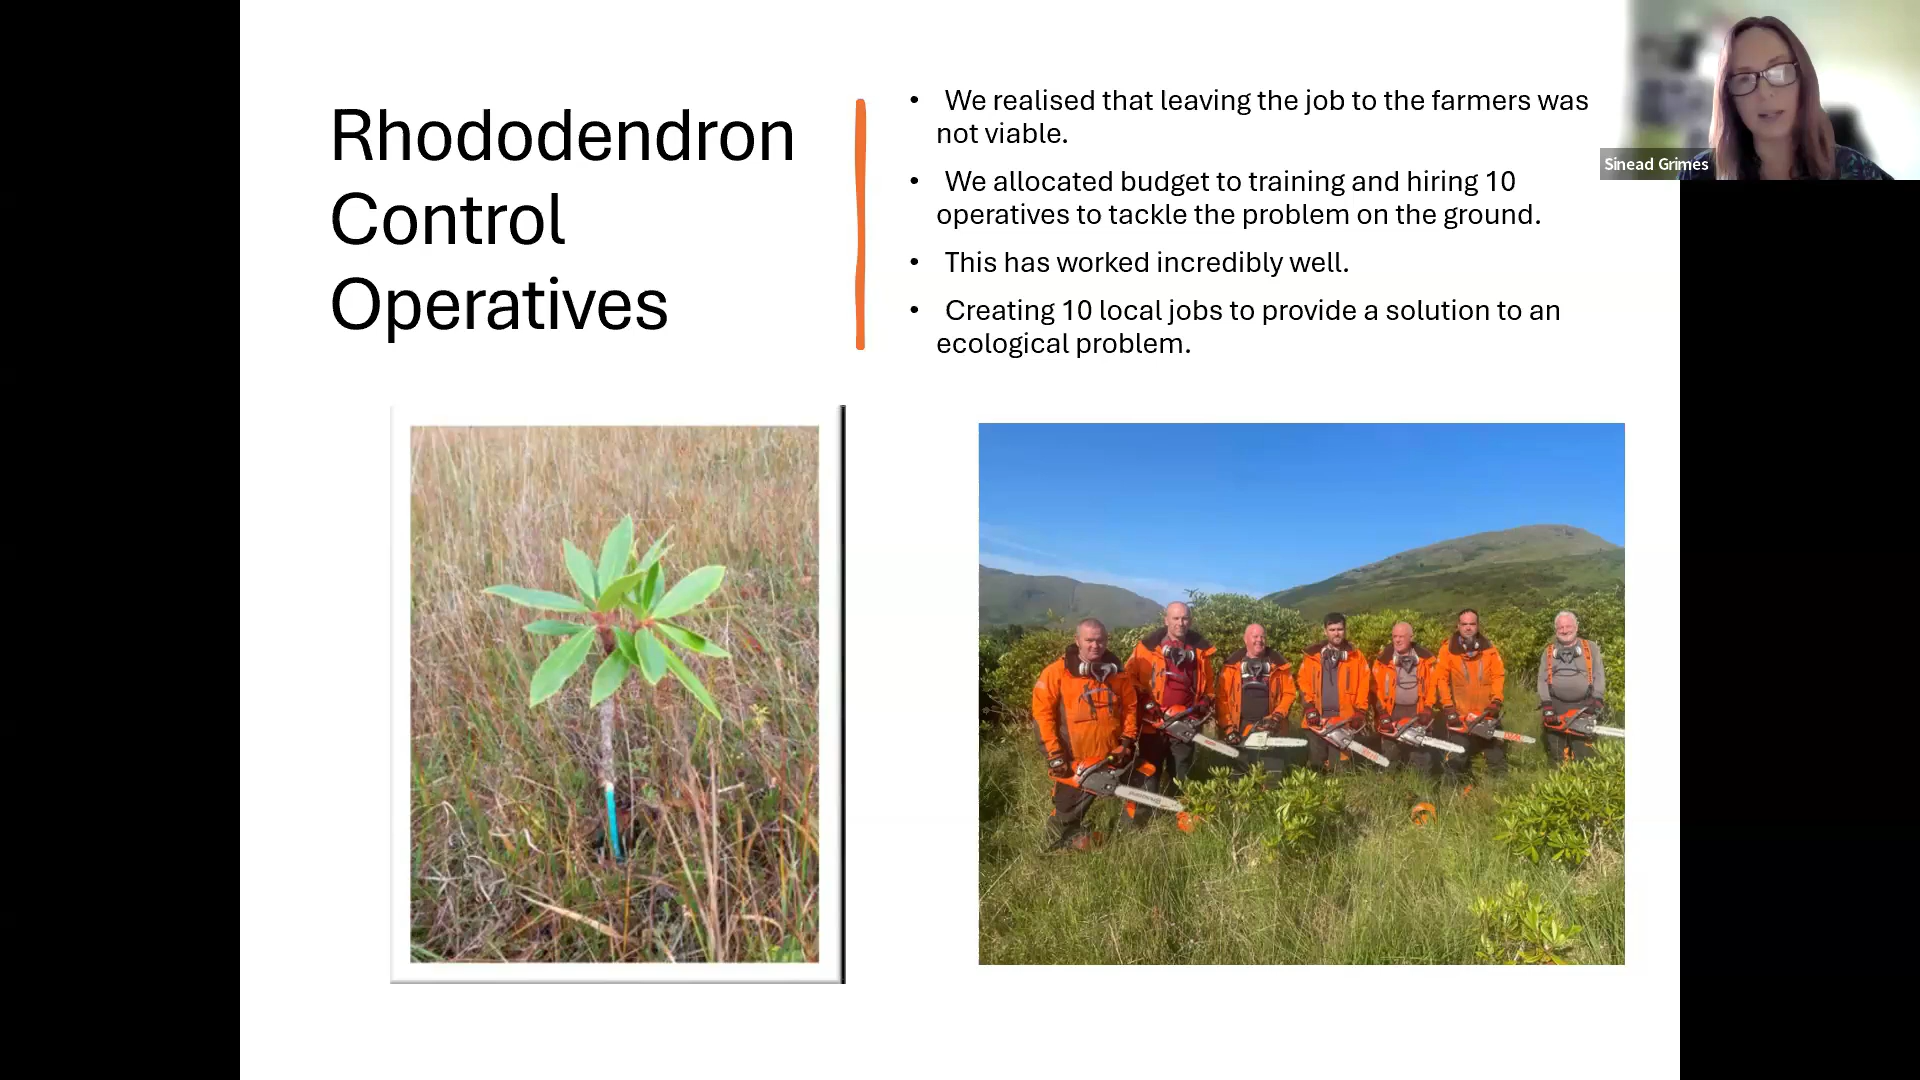 Rhododendron
Control
Operatives
• We realised that leaving the job to the farmers was
not viable.
• We allocated budget to training and hiring 10
operatives to tackle the problem on the ground.
• This has worked incredibly well.
• Creating 10 local jobs to provide a solution to an
ecological problem.
Sinead Grimes